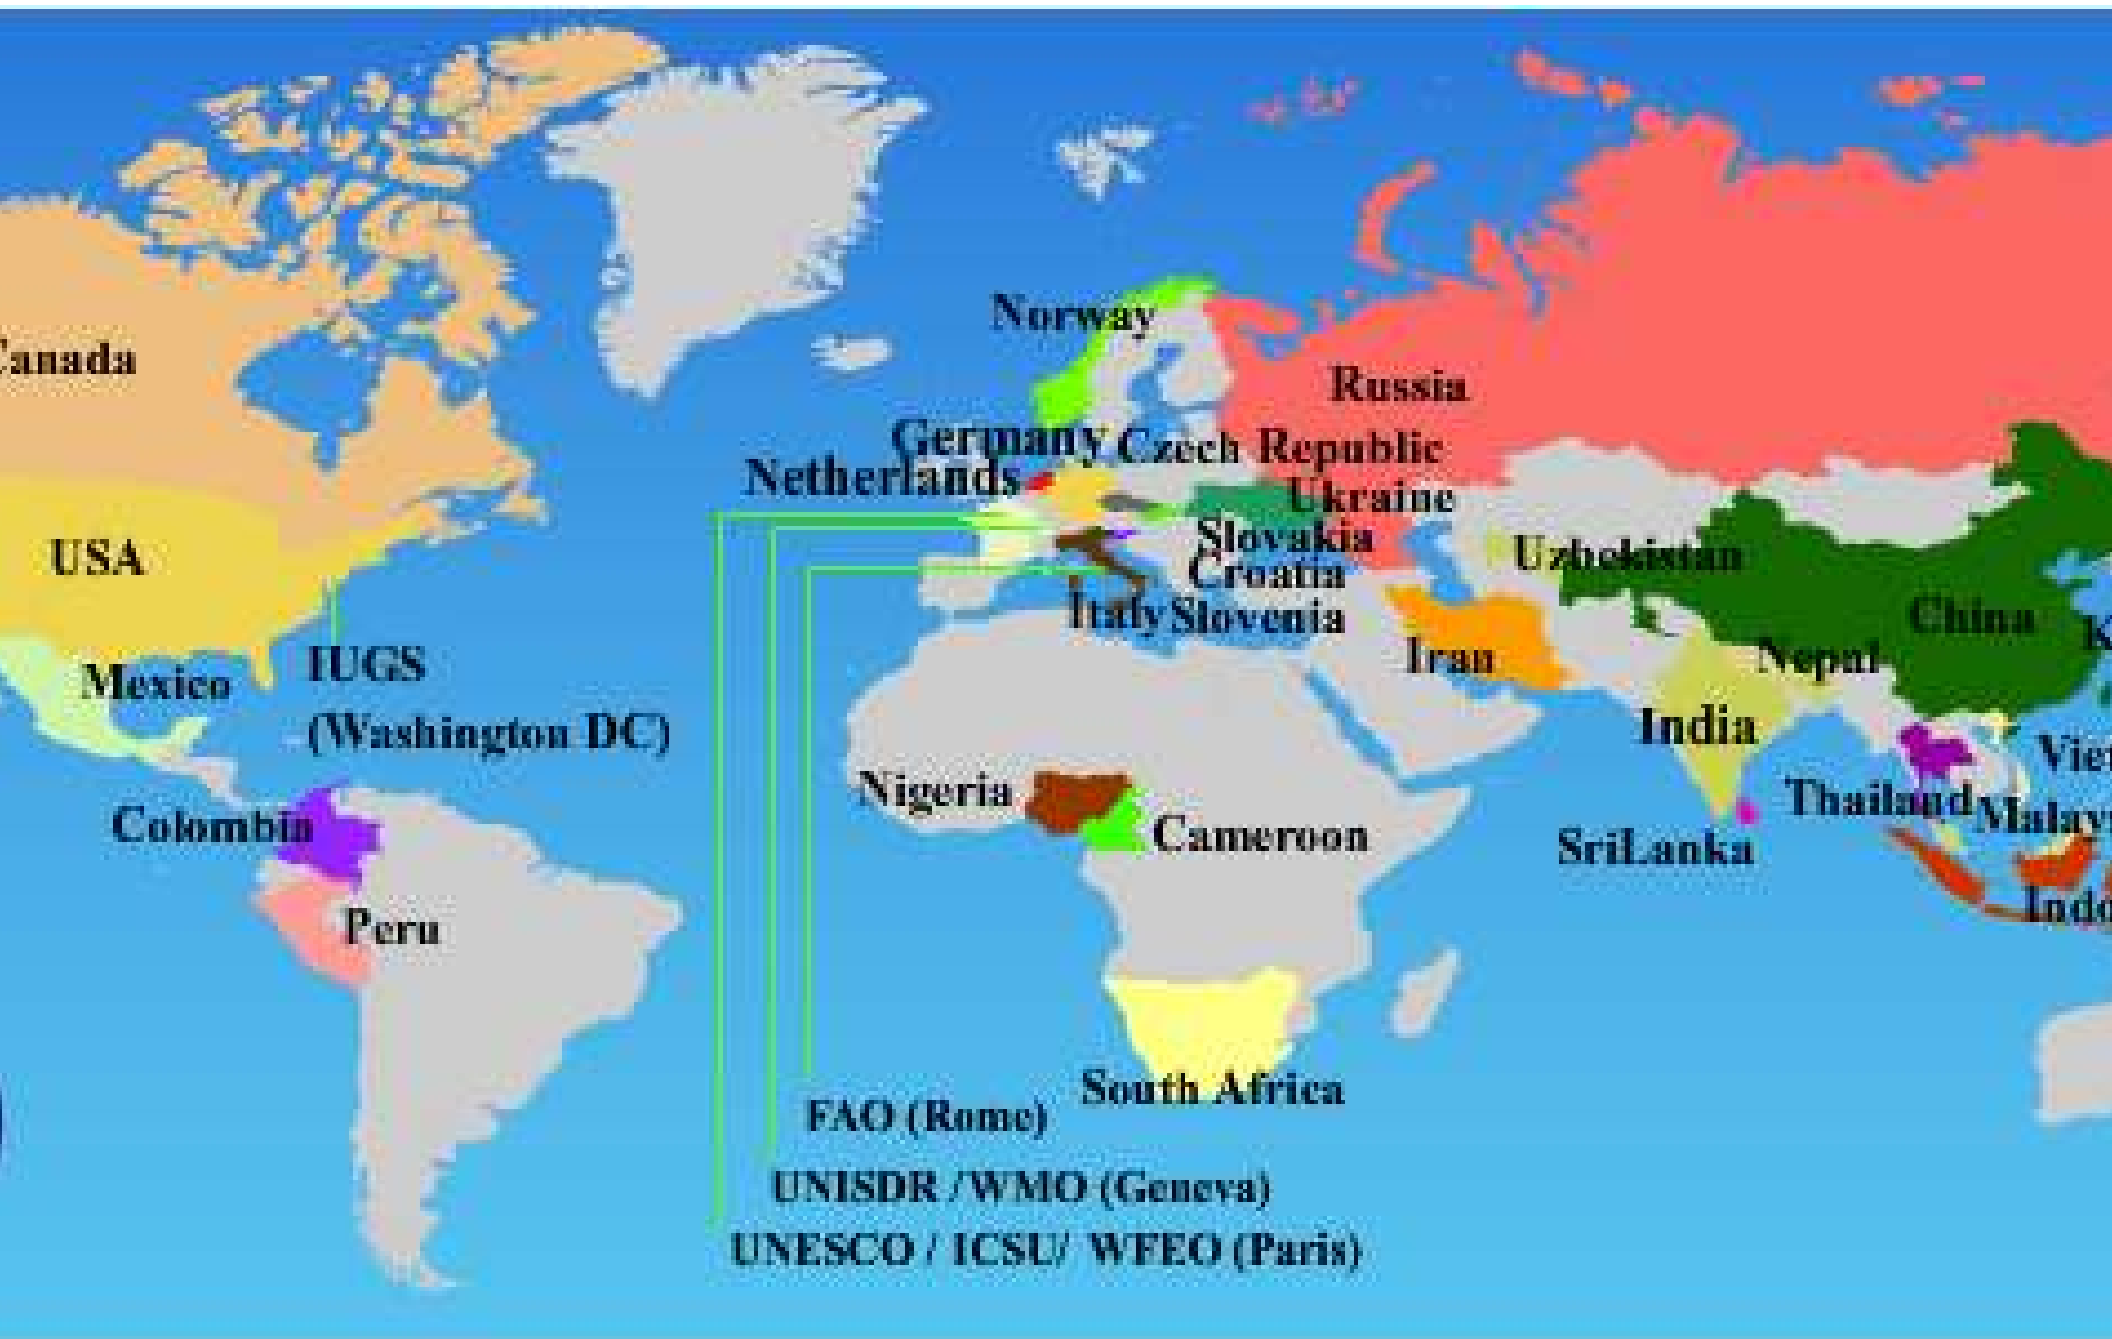 Norway
Canada
Russia
Germany
Czech Republic
Netherlands
Ukraine
USA
Slovakia
Uzbekistan
Croatia
Italy
Slovenia
China
IUGS
(Washington DC)
Mexico
Iran
Nepal
India
Nigeria
Thailand
Colombia
Cameroon
SriLanka
Peru
South Africa
FAO (Rome)
UNISDR / WMO (Geneva)
UNESCO / ICSU/ WFEO (Paris)